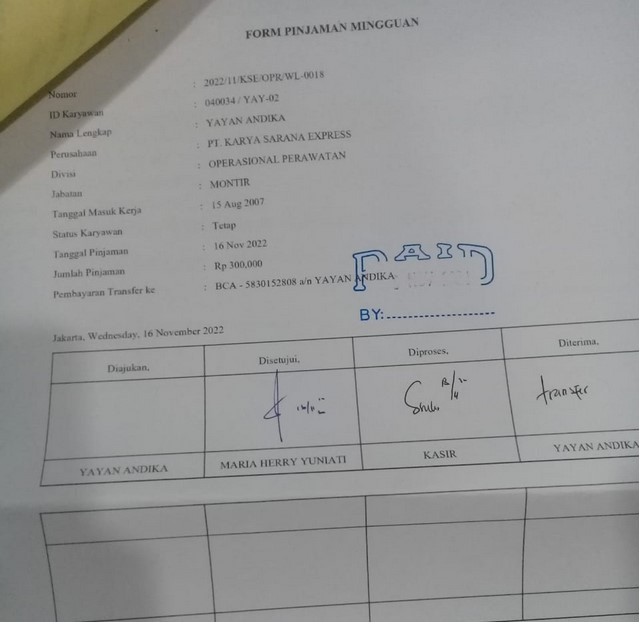 FORM PINJAMAN MINGGUAN
Nomor : 2022/11/KSE/OPR/WL-0018
ID Karyawan : 040034 / YAY-02
Nama Lengkap : YAYAN ANDIKA
Perusahaan : PT. KARYA SARANA EXPRESS
Divisi : OPERASIONAL PERAWATAN
Jabatan : MONTIR
Tanggal Masuk Kerja : 15 Aug 2007
Status Karyawan : Tetap
Tanggal Pinjaman : 16 Nov 2022
Jumlah Pinjaman : Rp 300,000
Pembayaran Transfer ke : BCA - 5830152808 a/n YAYAN ANDIKA
PAID
BY:
Jakarta, Wednesday, 16 November 2022
Diajukan, Disetujui, Diproses, Diterima,
transfer
YAYAN ANDIKA MARIA HERRY YUNIATI KASIR YAYAN ANDIKA